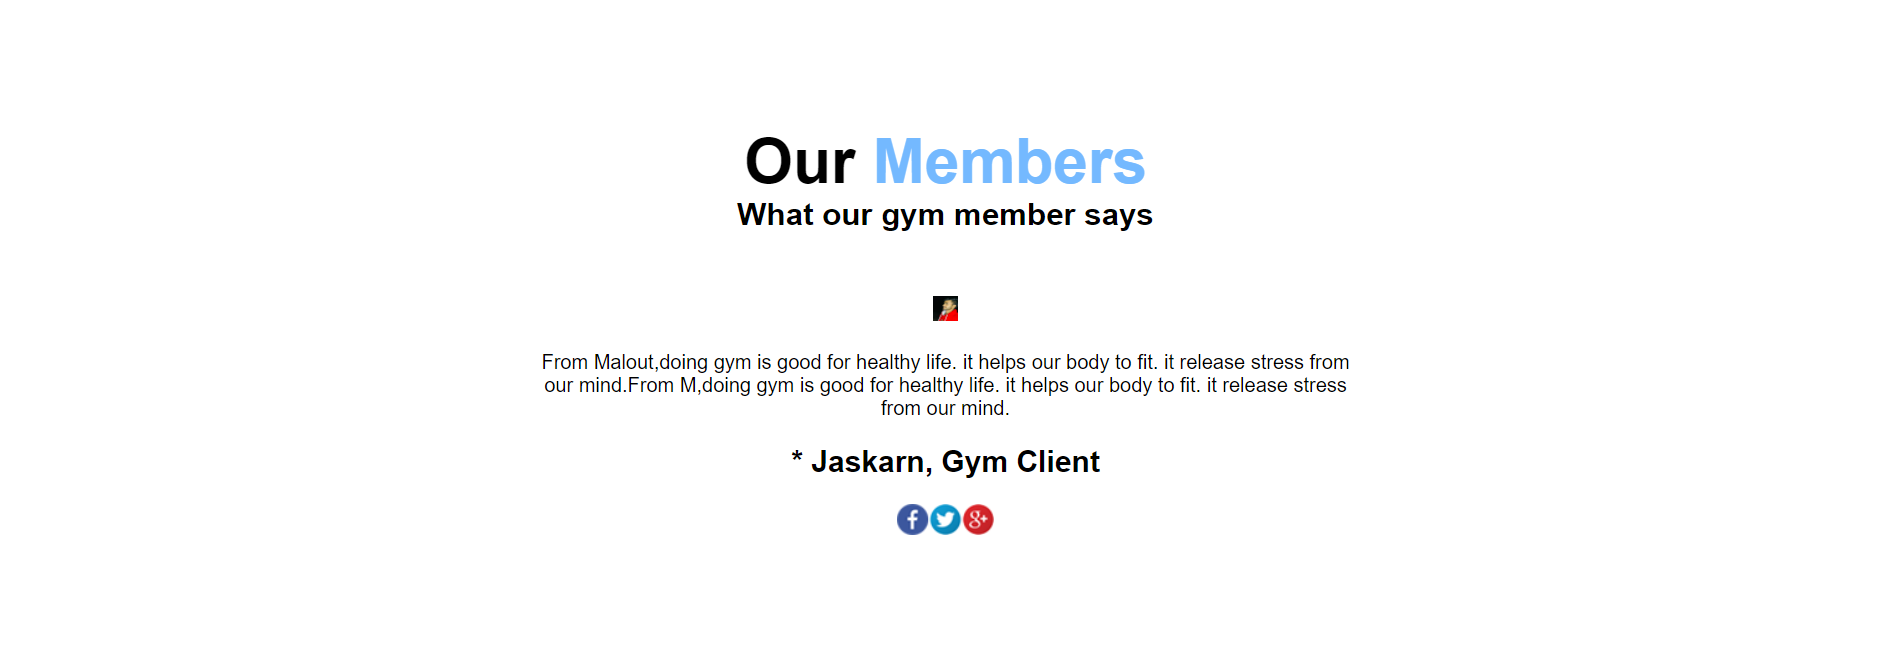 Our Members
What our gym member says
From Malout,doing gym is good for healthy life. it helps our body to fit. it release stress from
our mind.From M,doing gym is good for healthy life. it helps our body to fit. it release stress
from our mind.
* Jaskarn, Gym Client